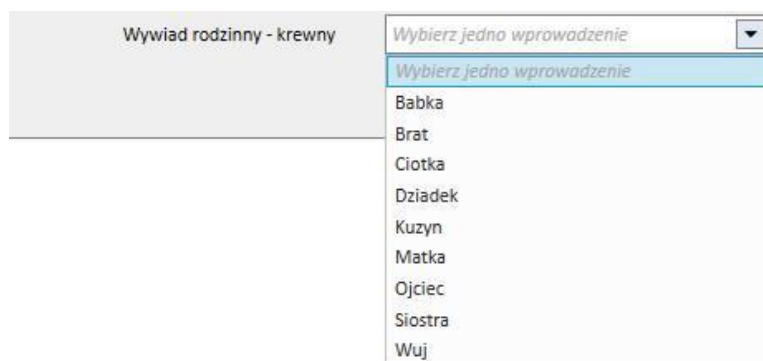 Wywiad rodzinny - krewny
Wybierz jedno wprowadzenie
Wybierz jedno wprowadzenie
Babka
Brat
Ciotka
Dziadek
Kuzyn
Matka
Ojciec
Siostra
Wuj